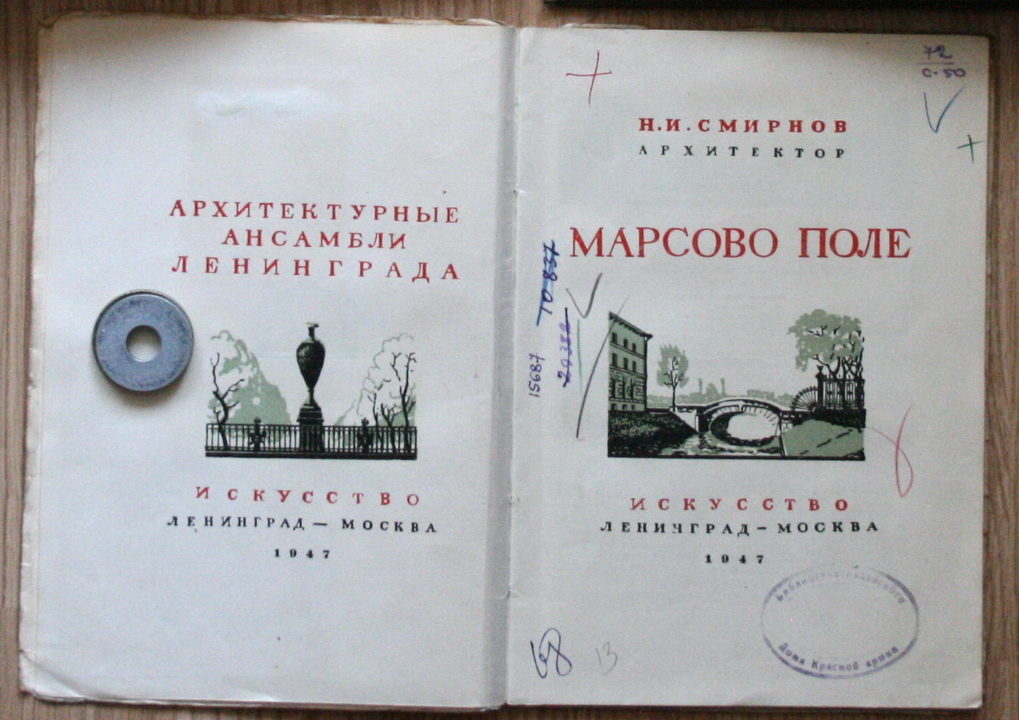 АРХИТЕКТУРНЫЕ
АНСАМБЛИ
ЛЕНИНГРАДА
ИСКУССТВО
ЛЕНИНГРАД — МОСКВА
1947
72
С-50
Н. И. СМИРНОВ
АРХИТЕКТОР
МАРСОВО ПОЛЕ
15687
ИСКУССТВО
ЛЕНИНГРАД — МОСКВА
1947
Дома Красной армии
13